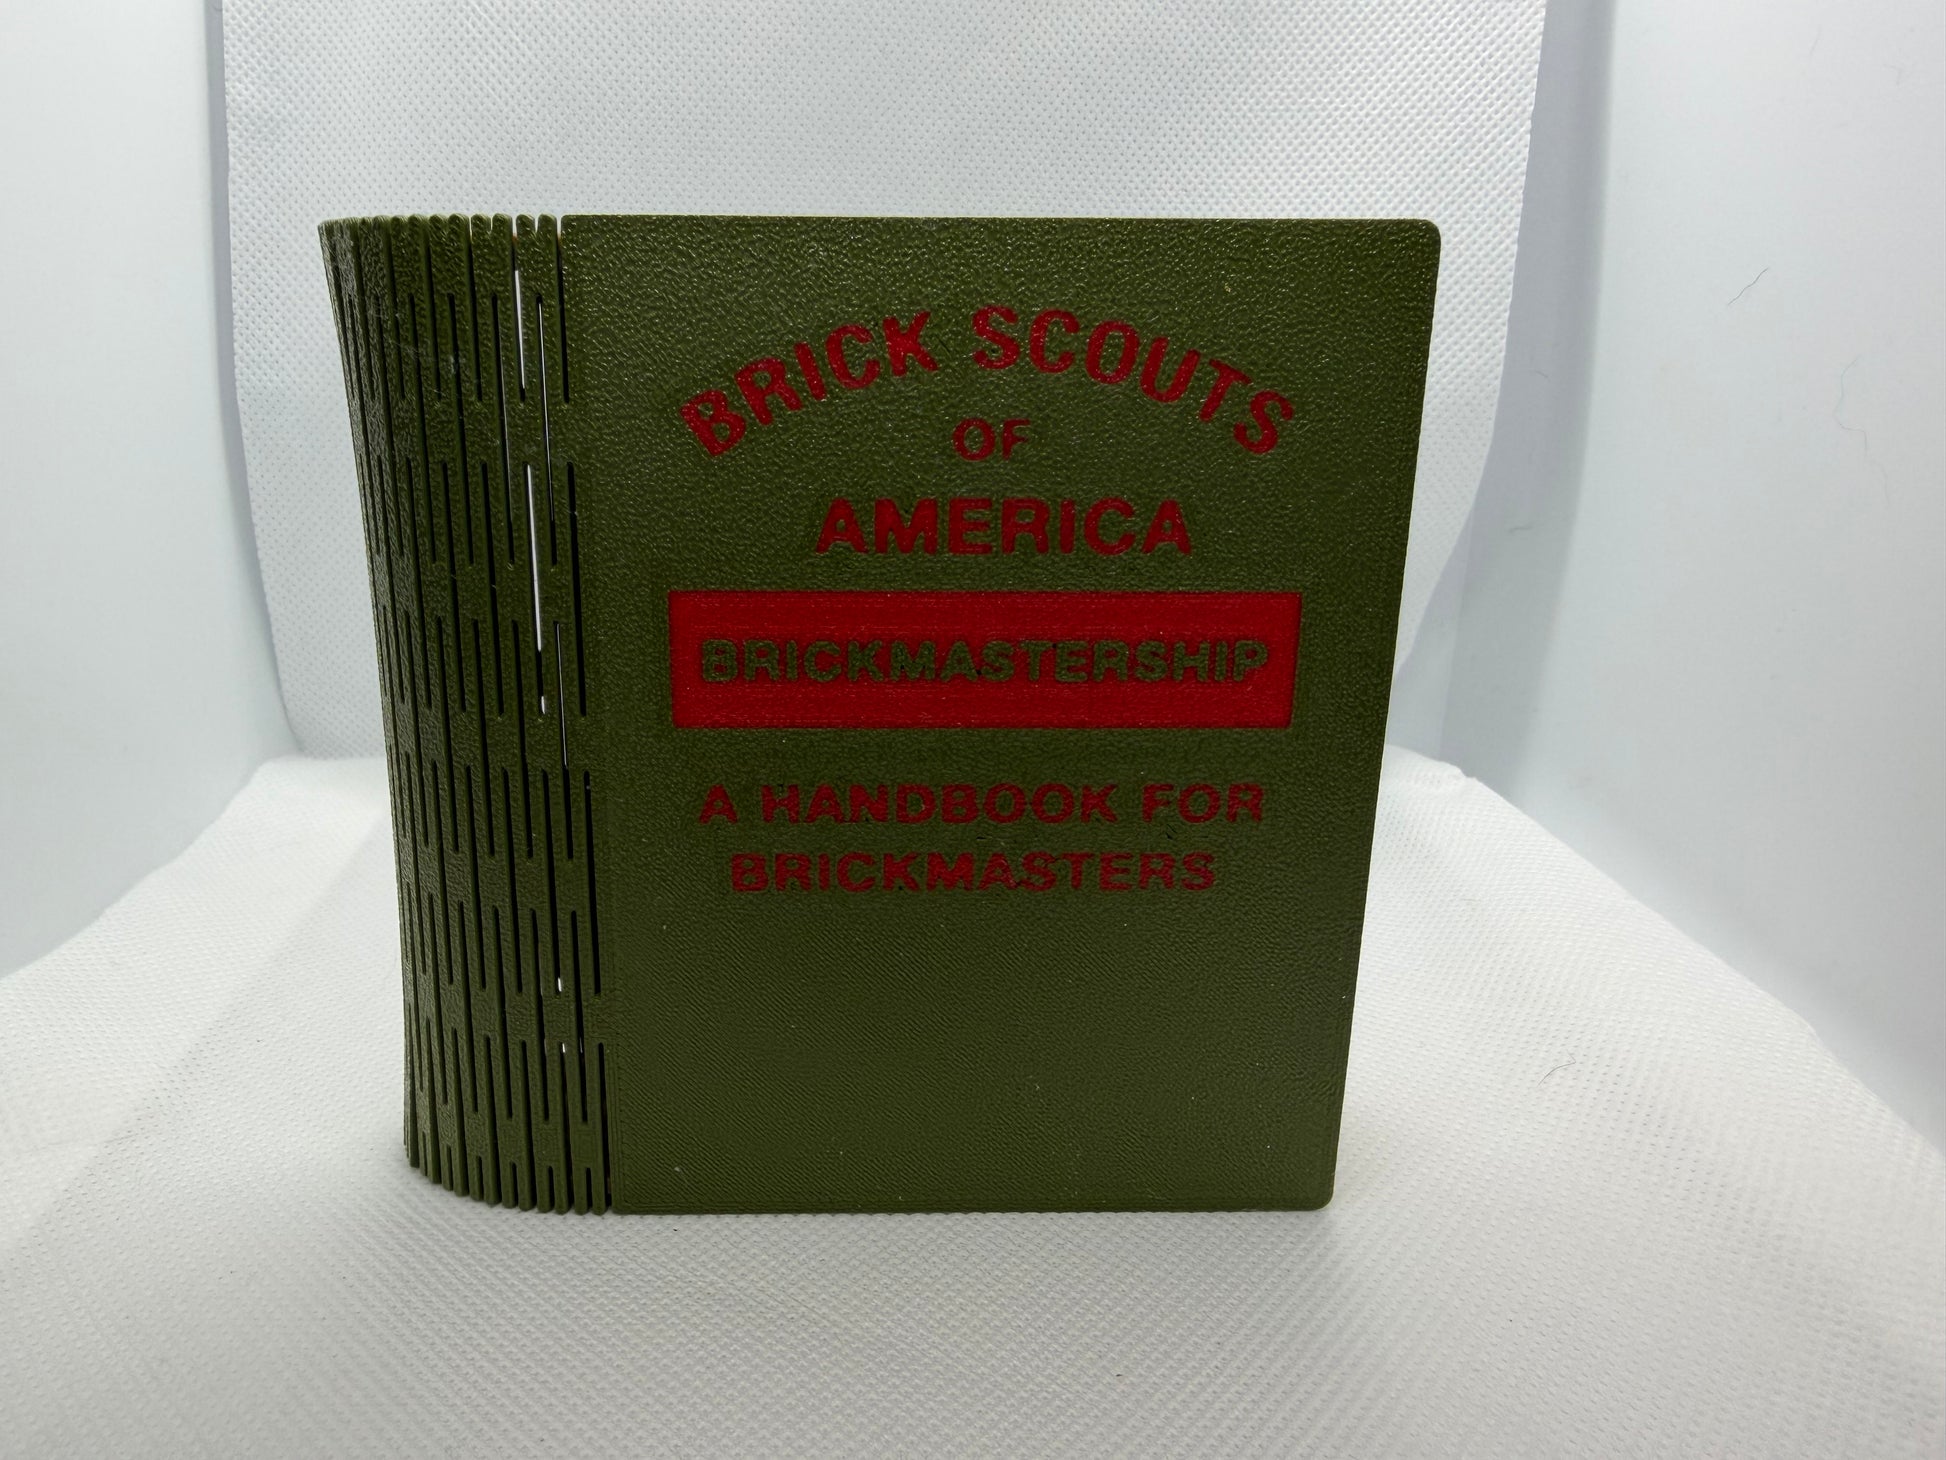 BRICK SCOUTS
OF
AMERICA
BRICKMASTERSHIP
A HANDBOOK FOR
BRICKMASTERS